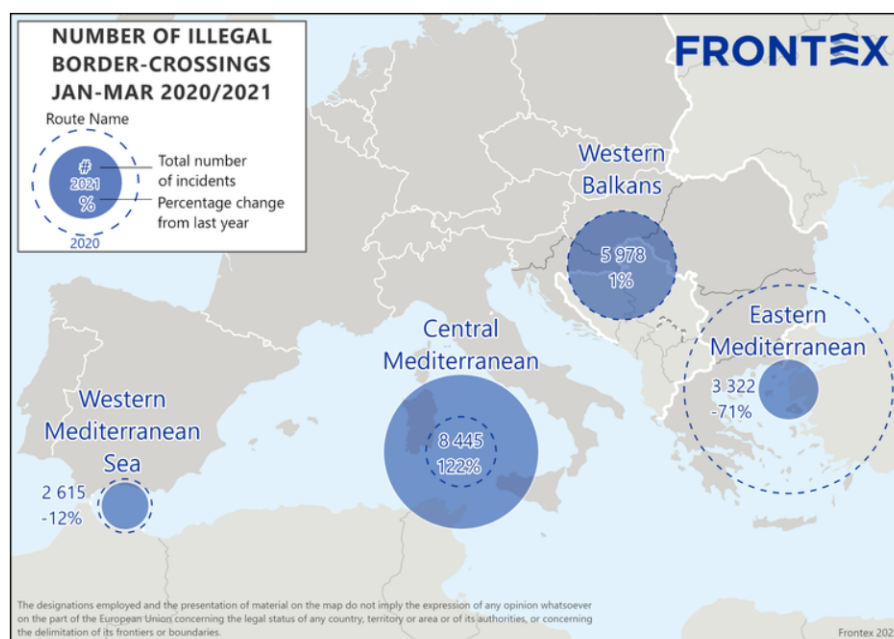 NUMBER OF ILLEGAL
BORDER-CROSSINGS
JAN-MAR 2020/2021
Route Name
#
2021
%
Total number
of incidents
Percentage change
from last year
2020
FRONTEX
Western
Balkans
5 978
1%
Central
Mediterranean
8 445
122%
Eastern
Mediterranean
3 322
-71%
Western
Mediterranean
Sea
2 615
-12%
The designations employed and the presentation of material on the map do not imply the expression of any opinion whatsoever
on the part of the European Union concerning the legal status of any country, territory or area or of its authorities, or concerning
the delimitation of its frontiers or boundaries.
Frontex